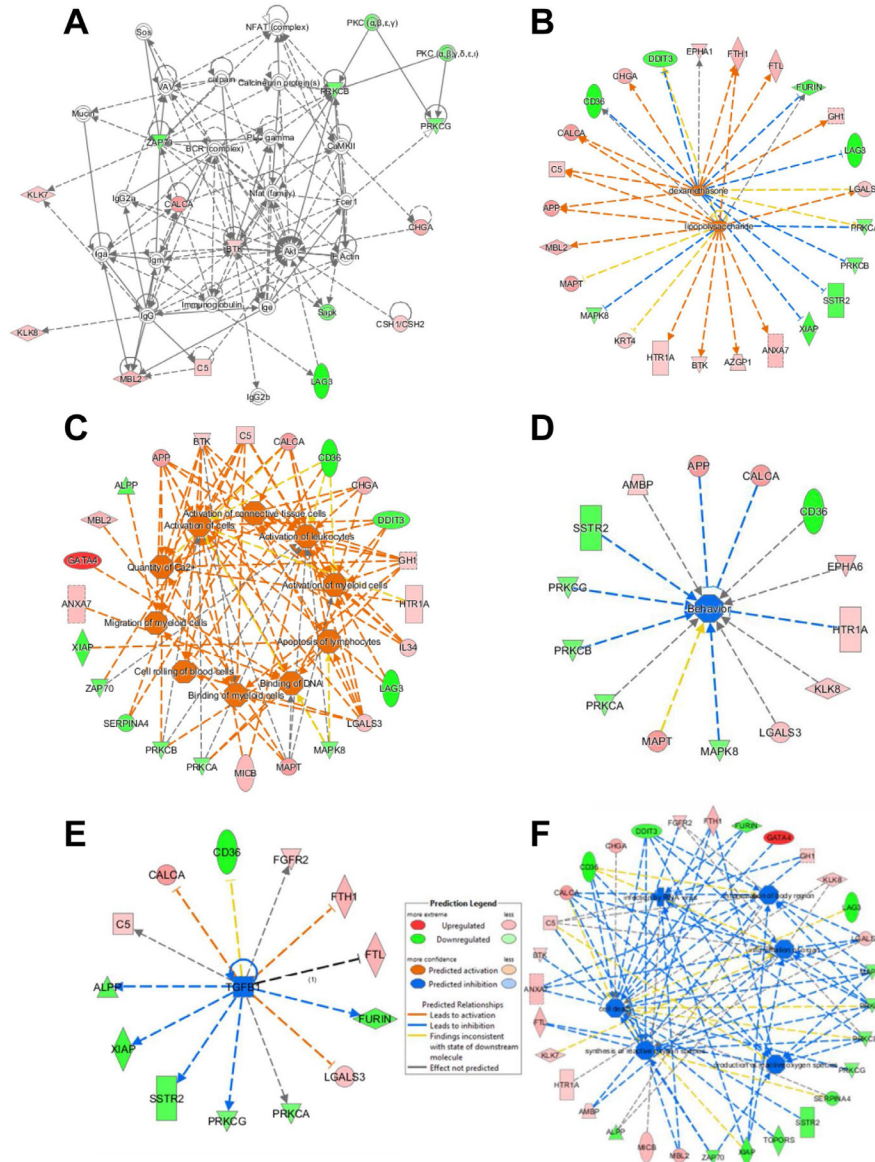 A
Sos
NFAT (complex)
PKC (α,β,ε,γ)
PKC (α,β,γ,δ,ε,ι)
VAV
calpain
Calcineurin protein(s)
PRKCB
Mucin
PRKCG
ZAP70
BCR (complex)
PLC gamma
CaMKII
KLK7
IgG2a
CALCA
Nfat (family)
Fcer1
CHGA
BTK
Akt
F Actin
Iga
Igm
Immunoglobulin
Ige
Sapk
IgG
CSH1/CSH2
KLK8
MBL2
C5
LAG3
IgG2b
B
EPHA1
FTH1
DDIT3
FTL
CHGA
FURIN
CD36
GH1
CALCA
LAG3
C5
dexamethasone
LGALS3
APP
lipopolysaccharide
PRKCA
MBL2
PRKCB
MAPT
SSTR2
MAPK8
XIAP
KRT4
HTR1A
BTK
AZGP1
ANXA7
C
BTK
C5
CALCA
APP
CD36
ALPP
CHGA
Activation of connective tissue cells
Activation of cells
DDIT3
MBL2
Activation of leukocytes
GATA4
Quantity of Ca2+
GH1
Activation of myeloid cells
ANXA7
HTR1A
Migration of myeloid cells
Apoptosis of lymphocytes
XIAP
IL34
Cell rolling of blood cells
Binding of DNA
ZAP70
Binding of myeloid cells
LAG3
SERPINA4
LGALS3
PRKCB
MAPK8
PRKCA
MICB
MAPT
D
APP
AMBP
CALCA
SSTR2
CD36
PRKCG
EPHA6
Behavior
PRKCB
HTR1A
PRKCA
KLK8
MAPT
MAPK8
LGALS3
E
CD36
CALCA
FGFR2
C5
FTH1
FTL
TGFB1
(1)
ALPP
FURIN
XIAP
LGALS3
SSTR2
PRKCG
PRKCA
Prediction Legend
more extreme less
Upregulated
Downregulated
more confidence less
Predicted activation
Predicted inhibition
Predicted Relationships
Leads to activation
Leads to inhibition
Findings inconsistent
with state of downstream
molecule
Effect not predicted
F
FGFR2
FTH1
DDIT3
FURIN
CHGA
GATA4
CD36
GH1
CALCA
KLK8
C5
LAG3
BTK
cell death
synthesis of reactive oxygen species
production of reactive oxygen species
FTL
KLK7
PRKCG
HTR1A
SERPINA4
AMBP
SSTR2
ALPP
TOPORS
MICB
MBL2
ZAP70
XIAP